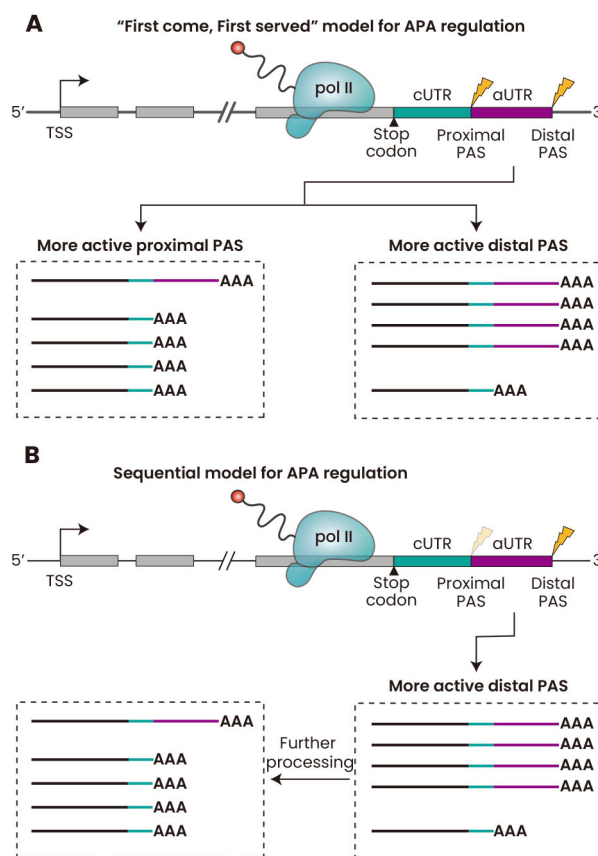 A
“First come, First served” model for APA regulation
pol II
cUTR
αUTR
5′
3
TSS
Stop
codon
Proximal
PAS
Distal
PAS
More active proximal PAS
More active distal PAS
AAA
AAA
AAA
AAA
AAA
AAA
AAA
AAA
AAA
AAA
B
Sequential model for APA regulation
pol II
cUTR
αUTR
5′
3
TSS
Stop
codon
Proximal
PAS
Distal
PAS
More active distal PAS
AAA
AAA
AAA
AAA
AAA
Further
processing
AAA
AAA
AAA
AAA
AAA